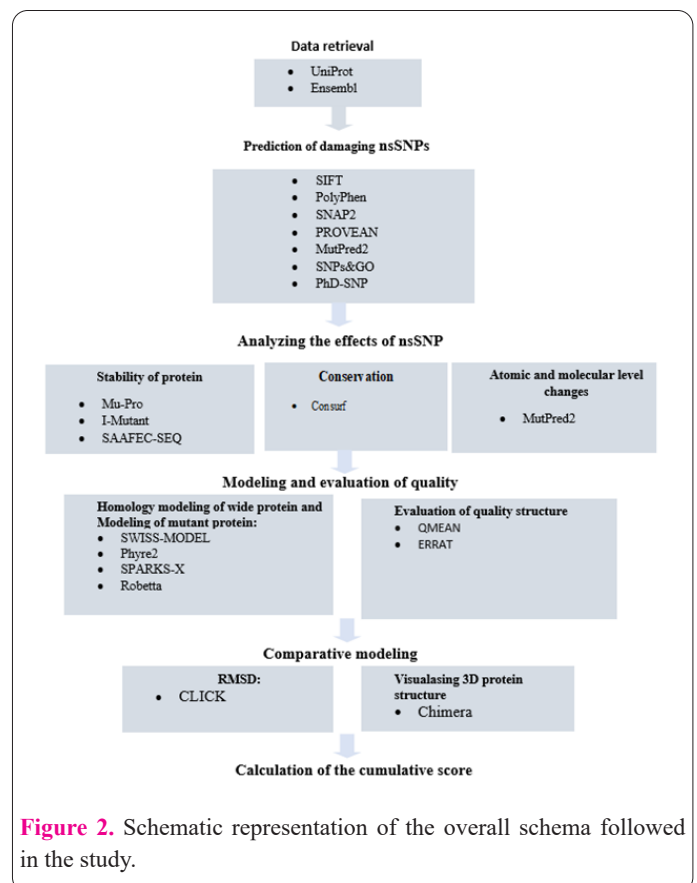 Data retrieval
• UniProt
• Ensembl
Prediction of damaging nsSNPs
• SIFT
• PolyPhen
• SNAP2
• PROVEAN
• MutPred2
• SNPs&GO
• PhD-SNP
Analyzing the effects of nsSNP
Stability of protein
• Mu-Pro
• I-Mutant
• SAAFEC-SEQ
Conservation
• Consurf
Atomic and molecular level
changes
• MutPred2
Modeling and evaluation of quality
Homology modeling of wide protein and
Modeling of mutant protein:
• SWISS-MODEL
• Phyre2
• SPARKS-X
• Robetta
Evaluation of quality structure
• QMEAN
• ERRAT
Comparative modeling
RMSD:
• CLICK
Visualasing 3D protein
structure
• Chimera
Calculation of the cumulative score
Figure 2. Schematic representation of the overall schema followed
in the study.